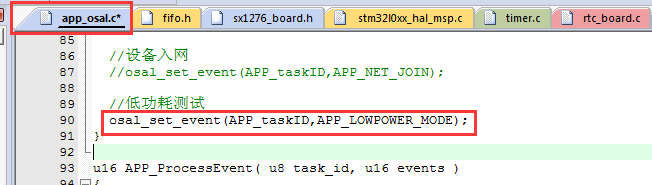 app_osal.c* fifo.h sx1276_board.h stm32l0xx_hal_msp.c timer.c rtc_board.c
85
86 //设备入网
87 //osal_set_event(APP_taskID,APP_NET_JOIN);
88
89 //低功耗测试
90 osal_set_event(APP_taskID,APP_LOWPOWER_MODE);
91 }
92
93 u16 APP_ProcessEvent( u8 task_id, u16 events )
94 {